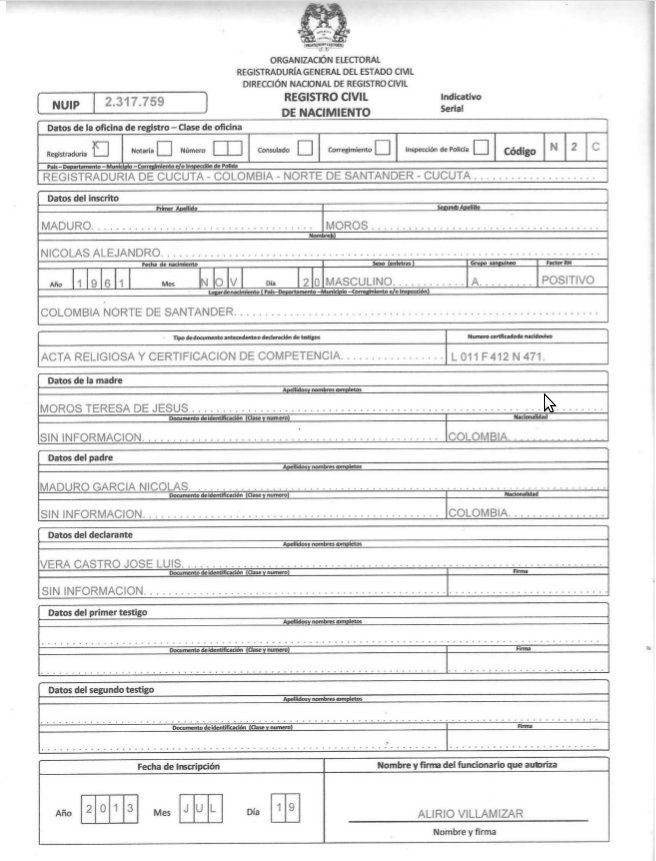 ORGANIZACIÓN ELECTORAL
REGISTRADURÍA GENERAL DEL ESTADO CIVIL
DIRECCIÓN NACIONAL DE REGISTRO CIVIL
REGISTRO CIVIL
DE NACIMIENTO
Indicativo
Serial
NUIP 2.317.759
Datos de la oficina de registro – Clase de oficina
Registraduría X Notaría Número Consulado Corregimiento Inspección de Policía Código N 2 C
País – Departamento – Municipio – Corregimiento e/o Inspección de Policía
REGISTRADURIA DE CUCUTA - COLOMBIA - NORTE DE SANTANDER - CUCUTA
Datos del inscrito
Primer Apellido Segundo Apellido
MADURO MOROS
Nombre(s)
NICOLAS ALEJANDRO
Fecha de nacimiento Sexo (en letras) Grupo sanguíneo Factor RH
Año 1 9 6 1 Mes N O V Día 2 0 MASCULINO A POSITIVO
Lugar de nacimiento (País – Departamento – Municipio – Corregimiento e/o Inspección)
COLOMBIA NORTE DE SANTANDER
Tipo de documento antecedente o declaración de testigos Numero certificado de nacido vivo
ACTA RELIGIOSA Y CERTIFICACION DE COMPETENCIA L 011 F 412 N 471.
Datos de la madre
Apellidos y nombres completos
MOROS TERESA DE JESUS
Documento de identificación (Clase y numero) Nacionalidad
SIN INFORMACION COLOMBIA
Datos del padre
Apellidos y nombres completos
MADURO GARCIA NICOLAS
Documento de identificación (Clase y numero) Nacionalidad
SIN INFORMACION COLOMBIA
Datos del declarante
Apellidos y nombres completos
VERA CASTRO JOSE LUIS
Documento de identificación (Clase y numero) Firma
SIN INFORMACION
Datos del primer testigo
Apellidos y nombres completos
Documento de identificación (Clase y numero) Firma
Datos del segundo testigo
Apellidos y nombres completos
Documento de identificación (Clase y numero) Firma
Fecha de Inscripción Nombre y firma del funcionario que autoriza
Año 2 0 1 3 Mes J U L Día 1 9
ALIRIO VILLAMIZAR
Nombre y firma